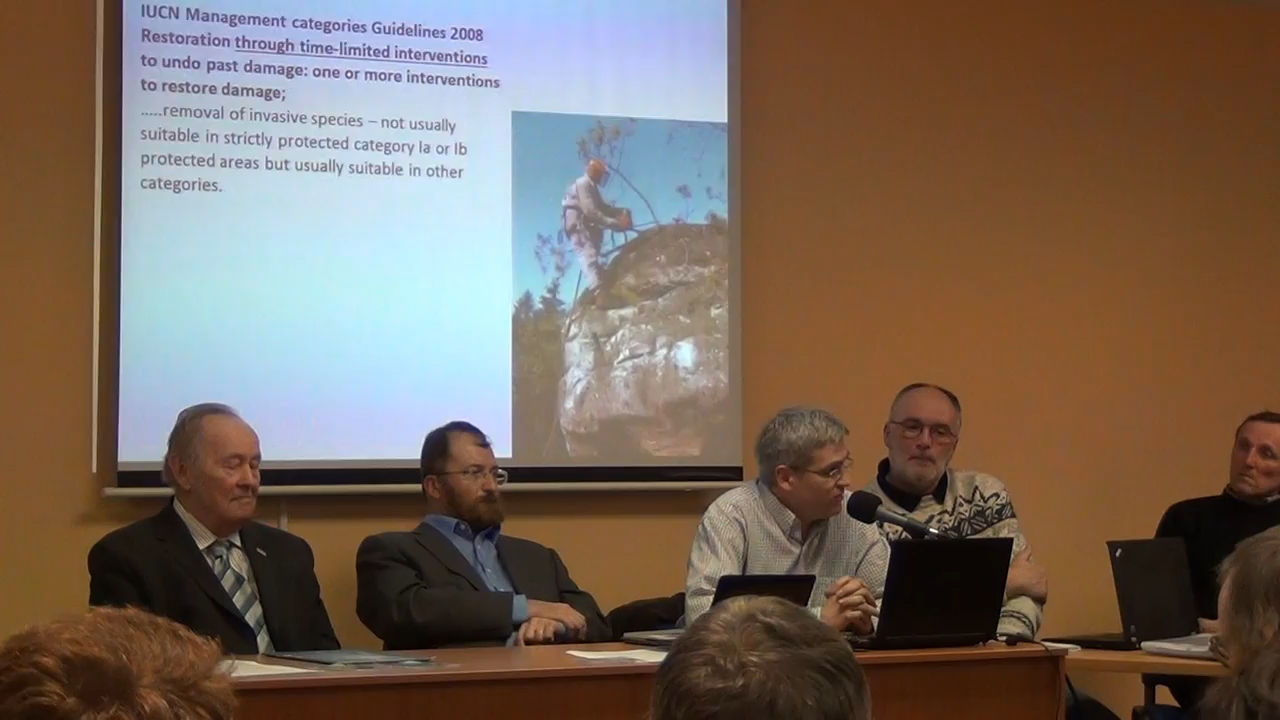 IUCN Management categories Guidelines 2008
Restoration through time-limited interventions
to undo past damage: one or more interventions
to restore damage;
.....removal of invasive species – not usually
suitable in strictly protected category Ia or Ib
protected areas but usually suitable in other
categories.